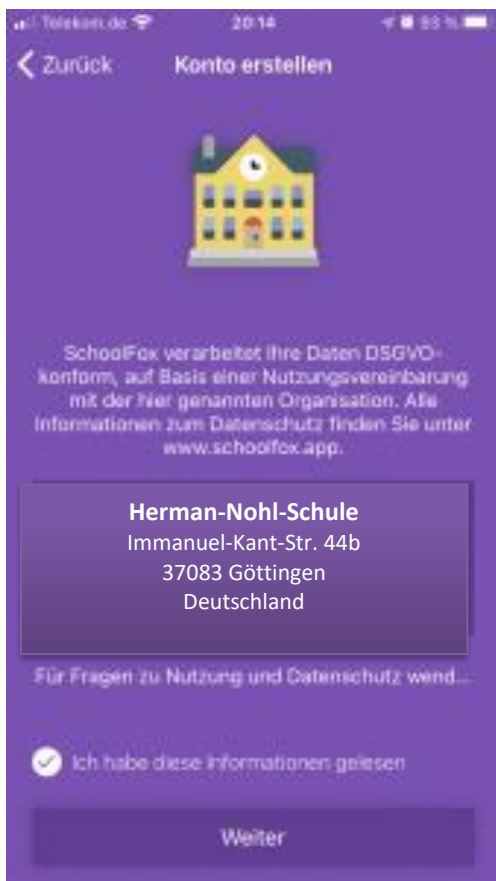 Telekom.de 20:14 93 %
Zurück Konto erstellen
SchoolFox verarbeitet Ihre Daten DSGVO-
konform, auf Basis einer Nutzungsvereinbarung
mit der hier genannten Organisation. Alle
Informationen zum Datenschutz finden Sie unter
www.schoolfox.app.
Herman-Nohl-Schule
Immanuel-Kant-Str. 44b
37083 Göttingen
Deutschland
Für Fragen zu Nutzung und Datenschutz wend...
Ich habe diese Informationen gelesen
Weiter